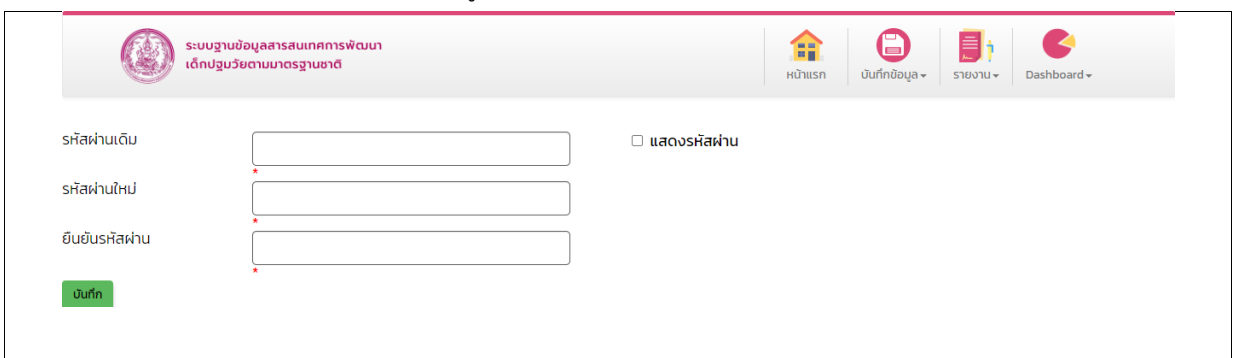 ระบบฐานข้อมูลสารสนเทศการพัฒนา
เด็กปฐมวัยตามมาตรฐานชาติ
หน้าแรก
บันทึกข้อมูล
รายงาน
Dashboard
รหัสผ่านเดิม
แสดงรหัสผ่าน
*
รหัสผ่านใหม่
*
ยืนยันรหัสผ่าน
*
บันทึก